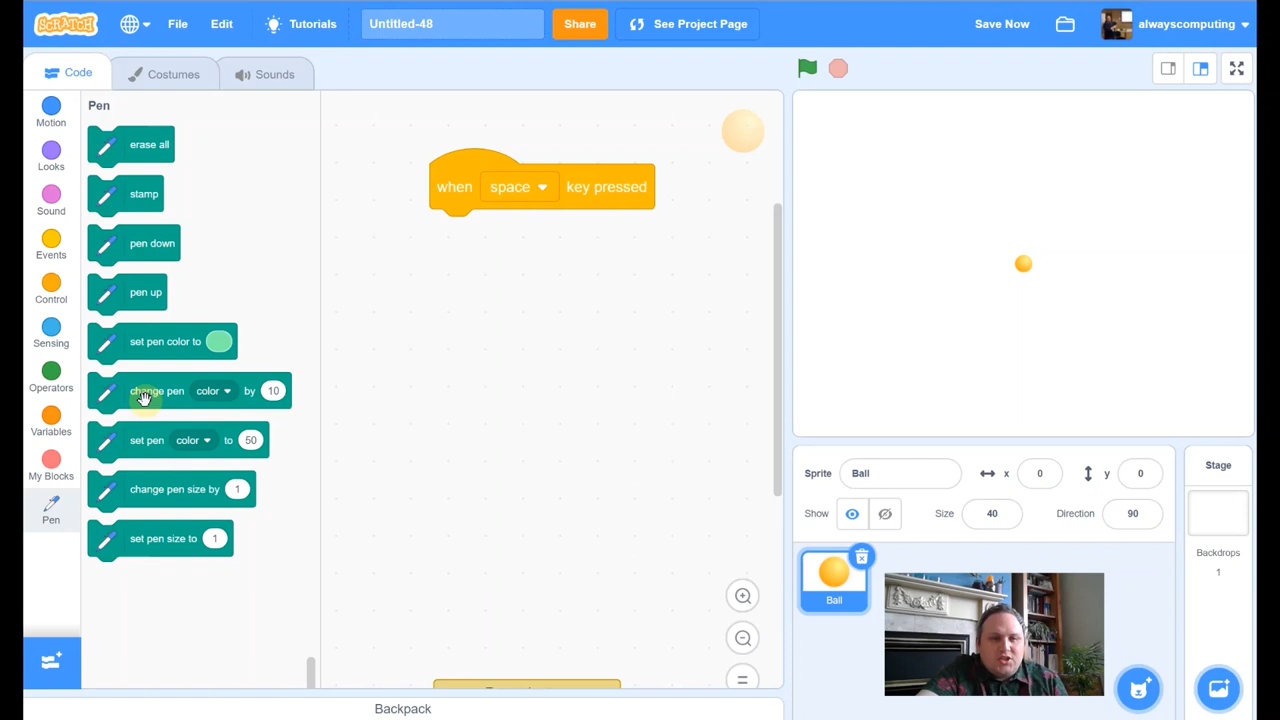 SCRATCH
File
Edit
Tutorials
Untitled-48
Share
See Project Page
Save Now
alwayscomputing
Code
Costumes
Sounds
Motion
Looks
Sound
Events
Control
Sensing
Operators
Variables
My Blocks
Pen
Pen
erase all
stamp
pen down
pen up
set pen color to
change pen color by 10
set pen color to 50
change pen size by 1
set pen size to 1
when space key pressed
Sprite Ball x 0 y 0
Show Size 40 Direction 90
Ball
Stage
Backdrops
1
Backpack